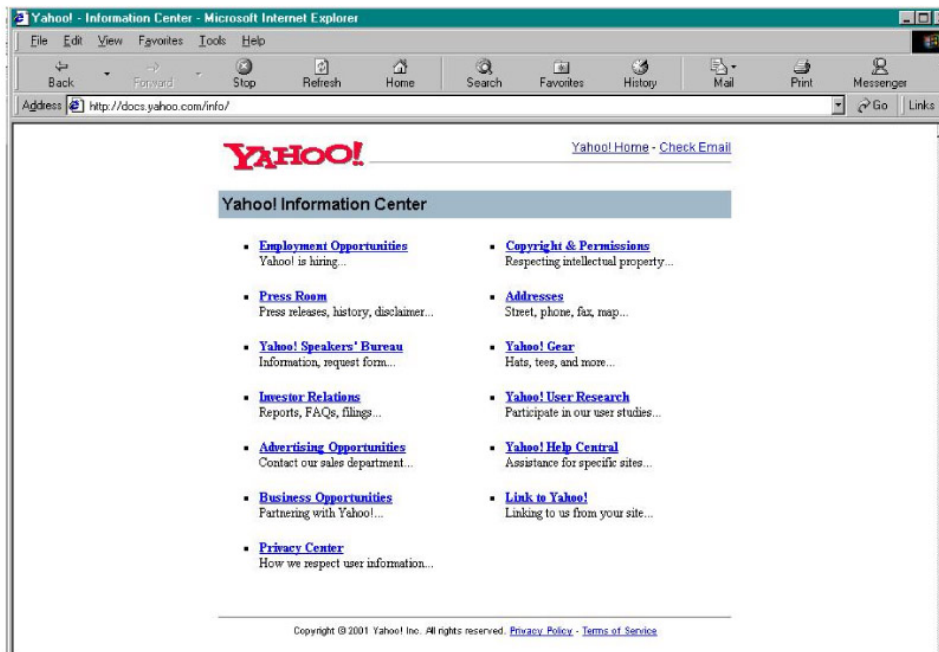 Yahoo! - Information Center - Microsoft Internet Explorer
File Edit View Favorites Tools Help
Back Forward Stop Refresh Home Search Favorites History Mail Print Messenger
Address http://docs.yahoo.com/info/ Go Links
YAHOO! Yahoo! Home - Check Email
Yahoo! Information Center
Employment Opportunities
Yahoo! is hiring...
Press Room
Press releases, history, disclaimer...
Yahoo! Speakers' Bureau
Information, request form...
Investor Relations
Reports, FAQs, filings...
Advertising Opportunities
Contact our sales department...
Business Opportunities
Partnering with Yahoo!...
Privacy Center
How we respect user information...
Copyright & Permissions
Respecting intellectual property...
Addresses
Street, phone, fax, map...
Yahoo! Gear
Hats, tees, and more...
Yahoo! User Research
Participate in our user studies...
Yahoo! Help Central
Assistance for specific sites...
Link to Yahoo!
Linking to us from your site...
Copyright © 2001 Yahoo! Inc. All rights reserved. Privacy Policy - Terms of Service